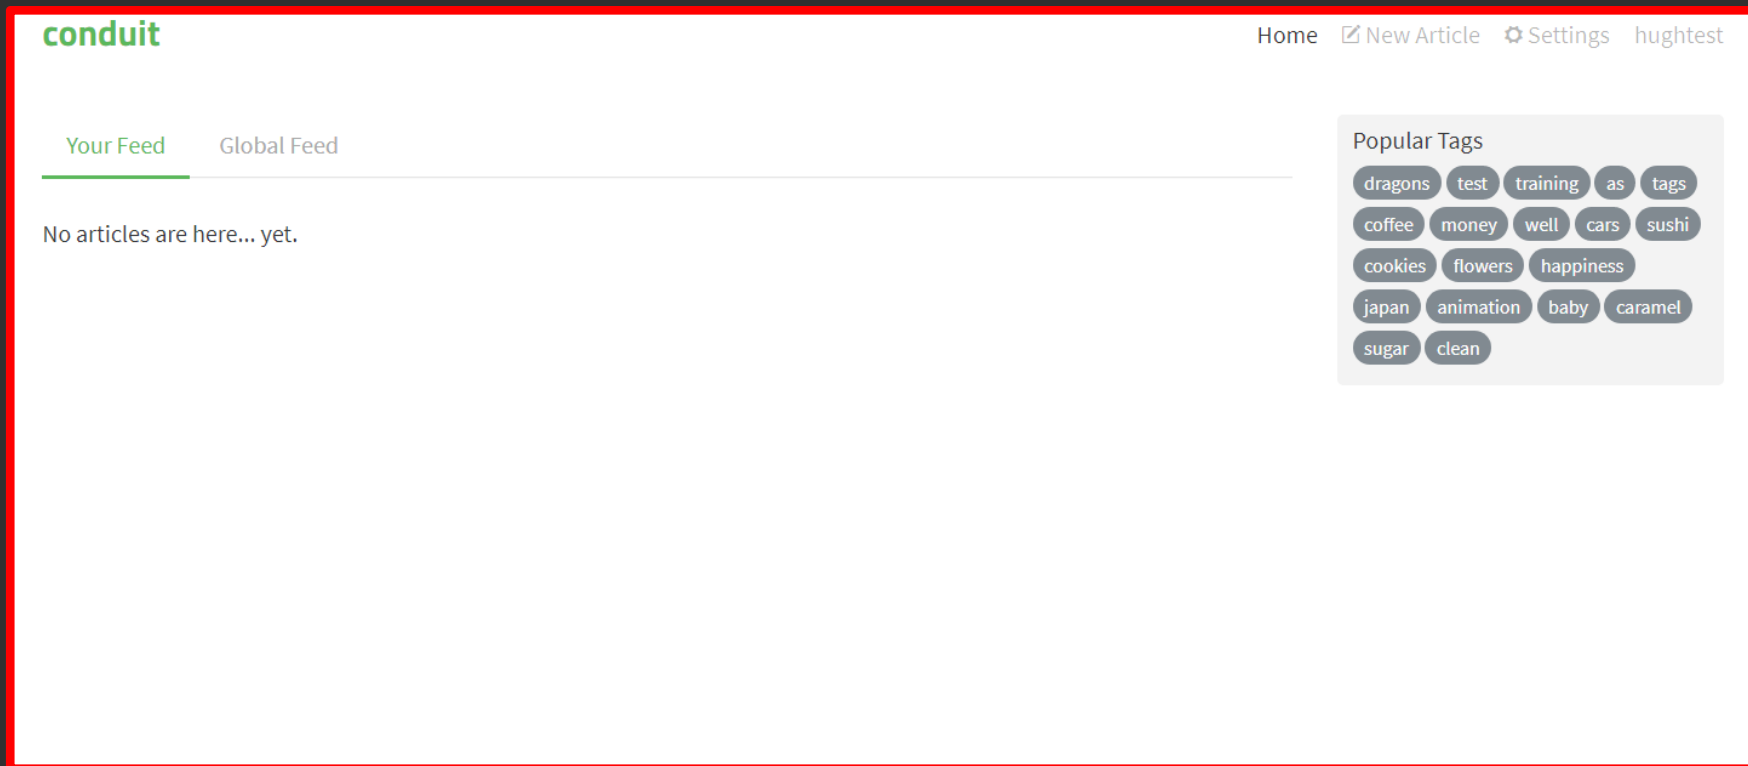 conduit
Home New Article Settings hughtest
Your Feed Global Feed
No articles are here... yet.
Popular Tags
dragons test training as tags
coffee money well cars sushi
cookies flowers happiness
japan animation baby caramel
sugar clean